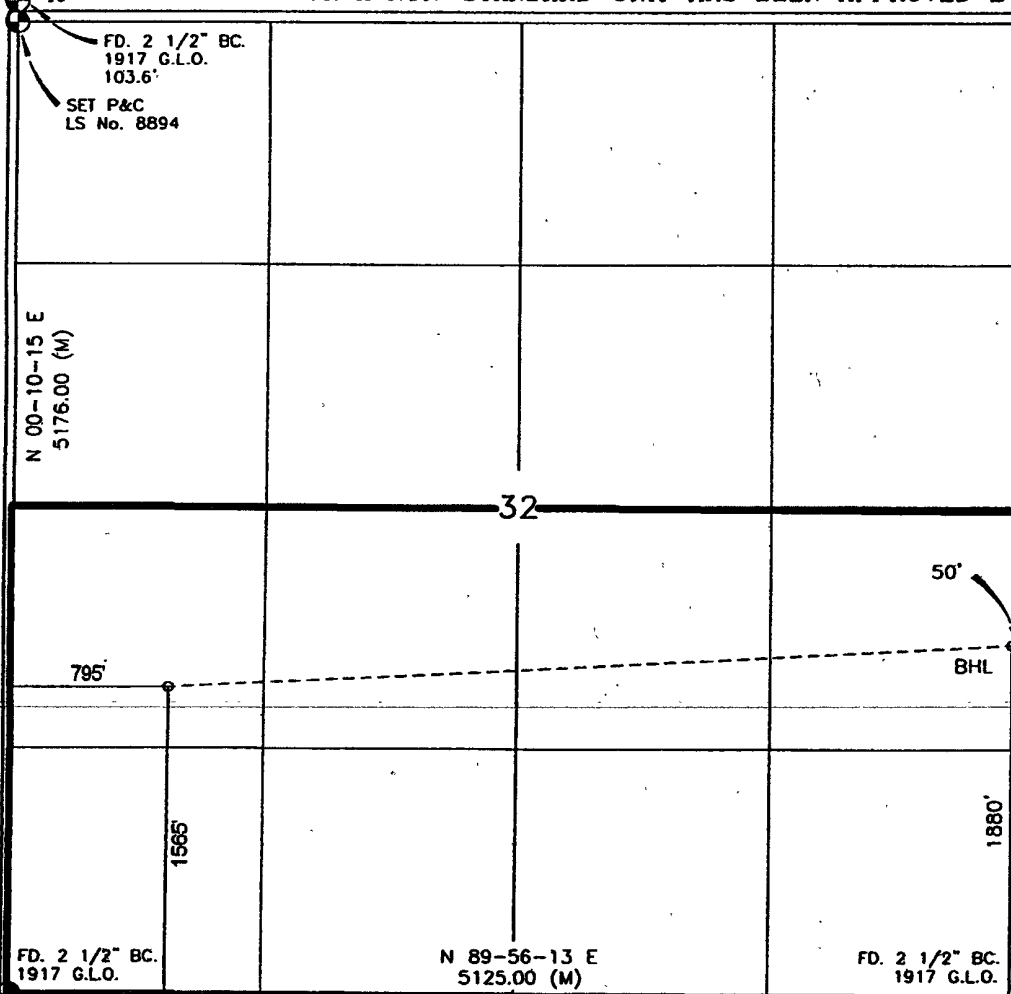 FD. 2 1/2" BC.
1917 G.L.O.
103.6'
SET P&C
LS No. 8894
N 00-10-15 E
5176.00 (M)
32
50'
795'
BHL
1565'
1880'
FD. 2 1/2" BC.
1917 G.L.O.
N 89-56-13 E
5125.00 (M)
FD. 2 1/2" BC.
1917 G.L.O.